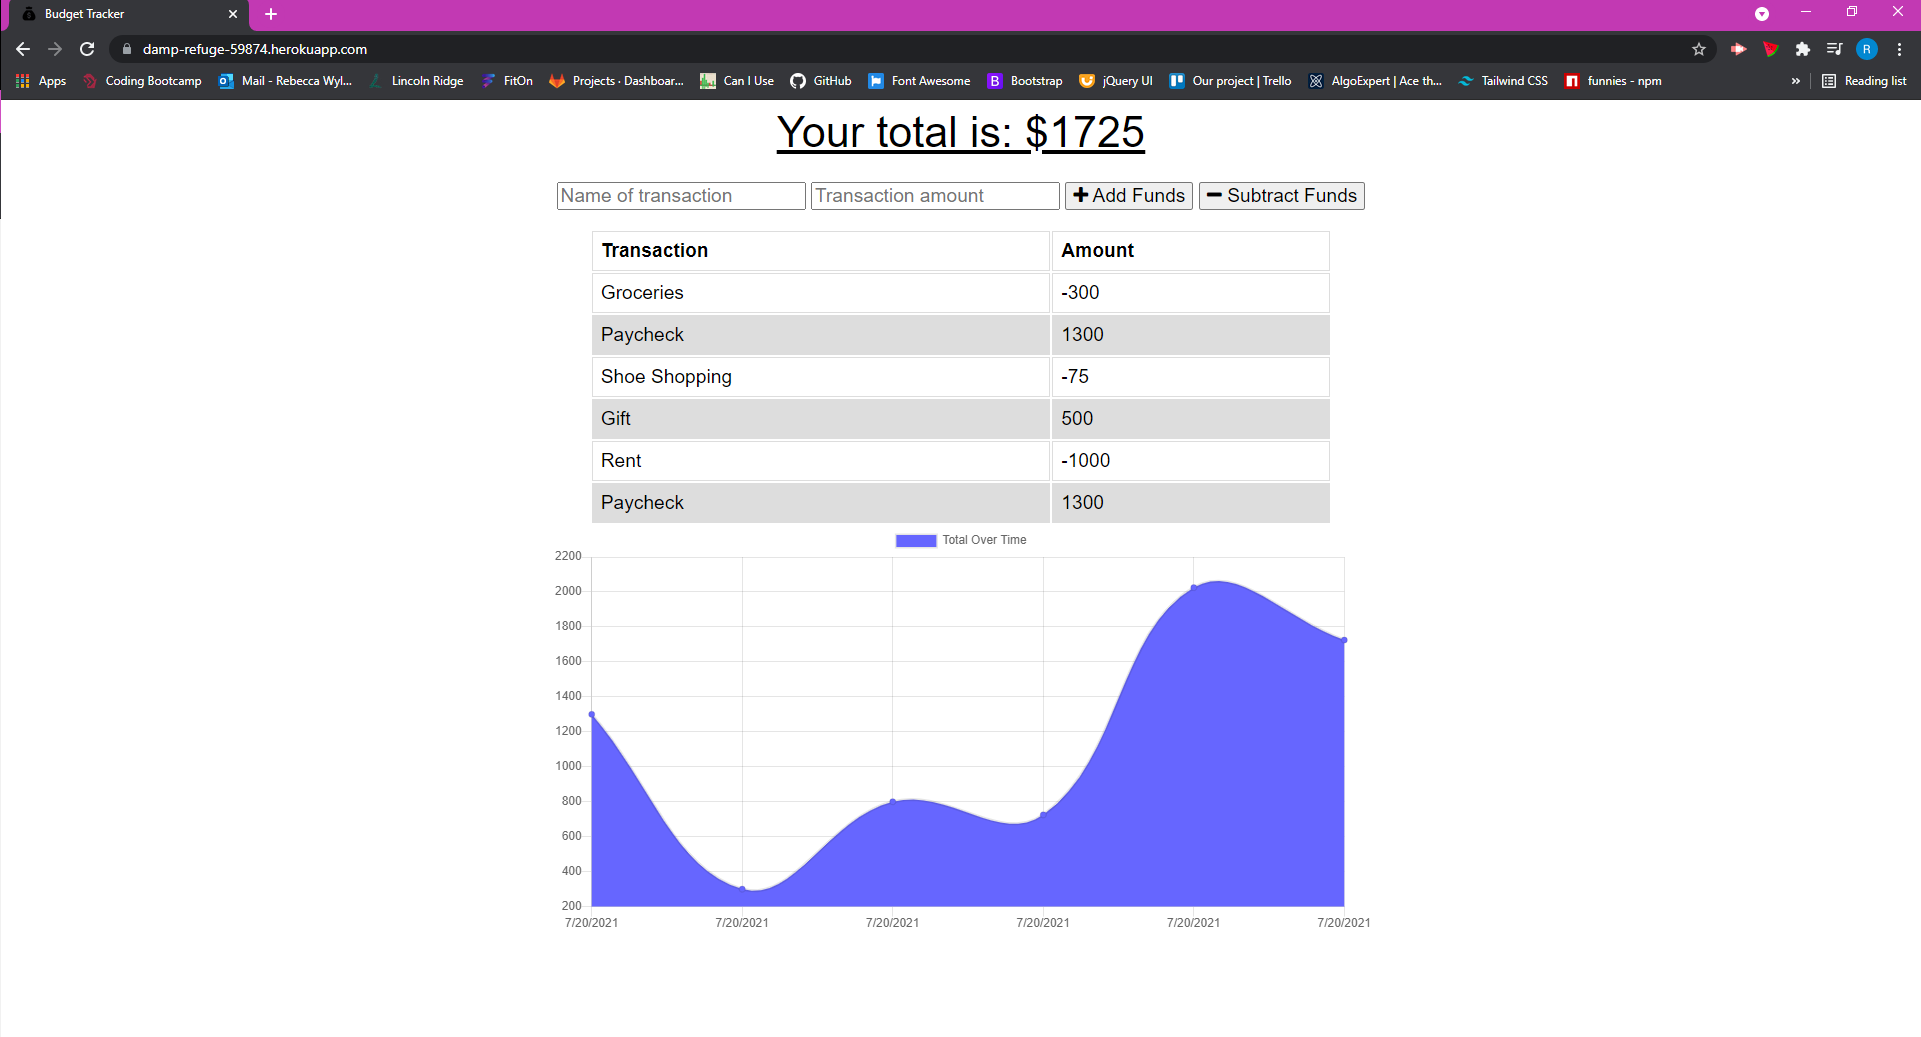 Budget Tracker
damp-refuge-59874.herokuapp.com
R
Apps Coding Bootcamp Mail - Rebecca Wyl... Lincoln Ridge FitOn Projects · Dashboar... Can I Use GitHub Font Awesome B Bootstrap jQuery UI Our project | Trello AlgoExpert | Ace th... Tailwind CSS funnies - npm » Reading list
Your total is: $1725
Name of transaction Transaction amount + Add Funds − Subtract Funds
Transaction Amount
Groceries -300
Paycheck 1300
Shoe Shopping -75
Gift 500
Rent -1000
Paycheck 1300
Total Over Time
2200
2000
1800
1600
1400
1200
1000
800
600
400
200
7/20/2021 7/20/2021 7/20/2021 7/20/2021 7/20/2021 7/20/2021